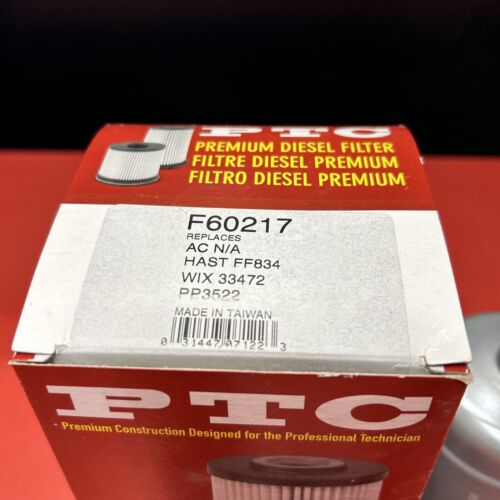 PTC
PREMIUM DIESEL FILTER
FILTRE DIESEL PREMIUM
FILTRO DIESEL PREMIUM
F60217
REPLACES
AC N/A
HAST FF834
WIX 33472
PP3522
MADE IN TAIWAN
0 31447 07122 3
PTC
Premium Construction Designed for the Professional Technician